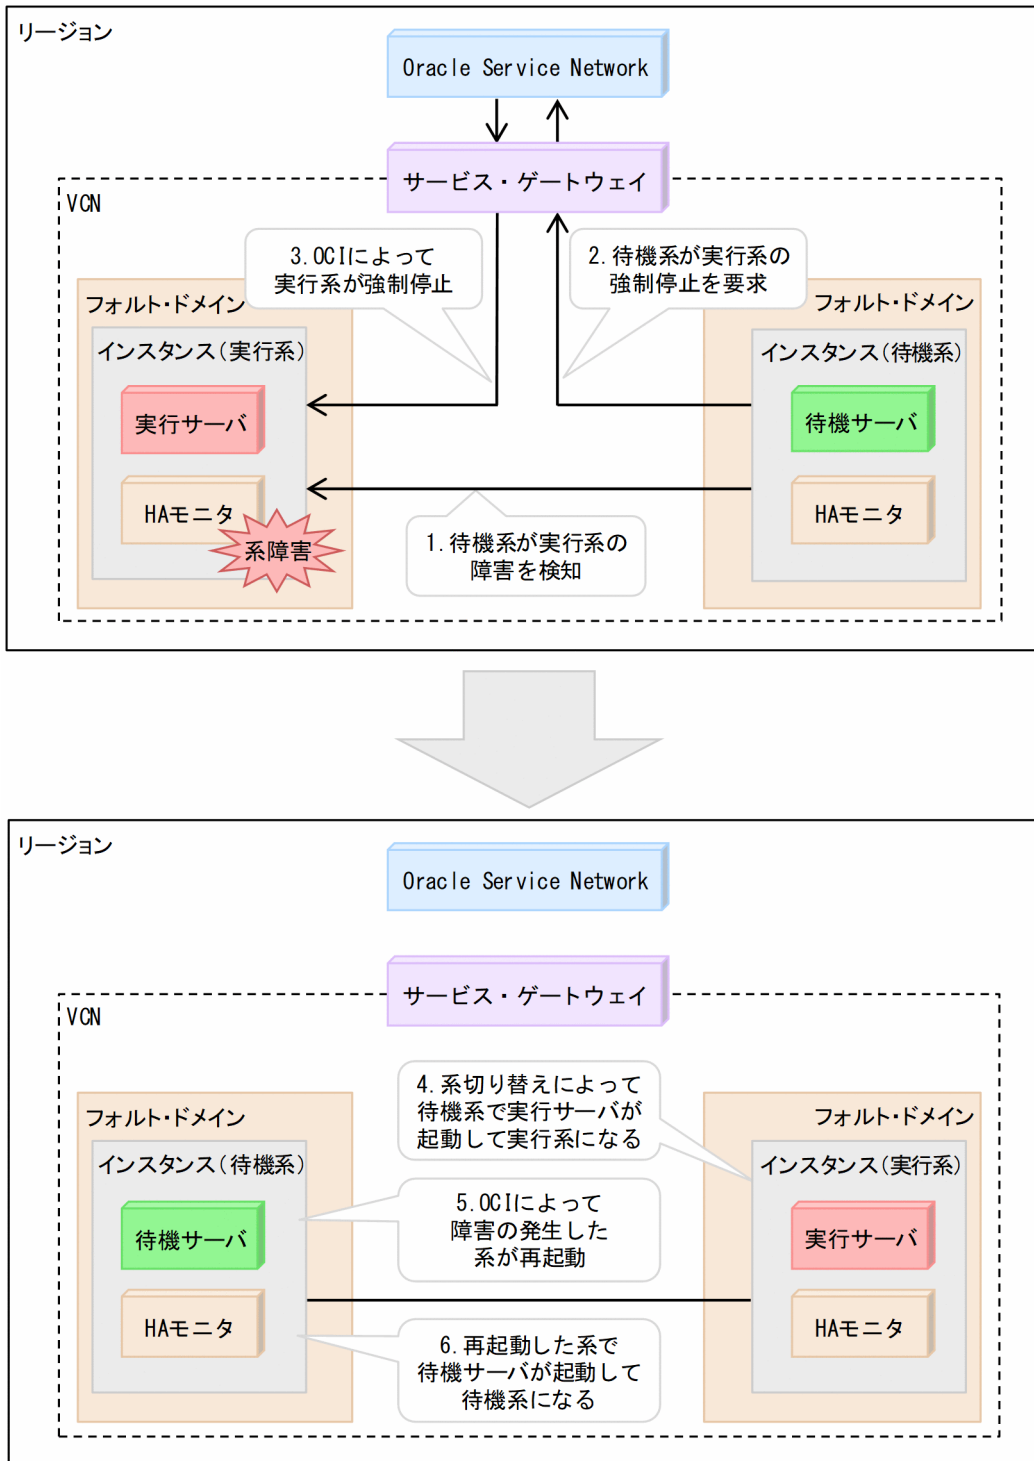 リージョン
Oracle Service Network
サービス・ゲートウェイ
VCN
3.OCIによって
実行系が強制停止
2.待機系が実行系の
強制停止を要求
フォルト・ドメイン
インスタンス(実行系)
実行サーバ
HAモニタ
系障害
フォルト・ドメイン
インスタンス(待機系)
待機サーバ
HAモニタ
1.待機系が実行系の
障害を検知
リージョン
Oracle Service Network
サービス・ゲートウェイ
VCN
4.系切り替えによって
待機系で実行サーバが
起動して実行系になる
フォルト・ドメイン
インスタンス(待機系)
待機サーバ
HAモニタ
5.OCIによって
障害の発生した
系が再起動
フォルト・ドメイン
インスタンス(実行系)
実行サーバ
HAモニタ
6.再起動した系で
待機サーバが起動して
待機系になる